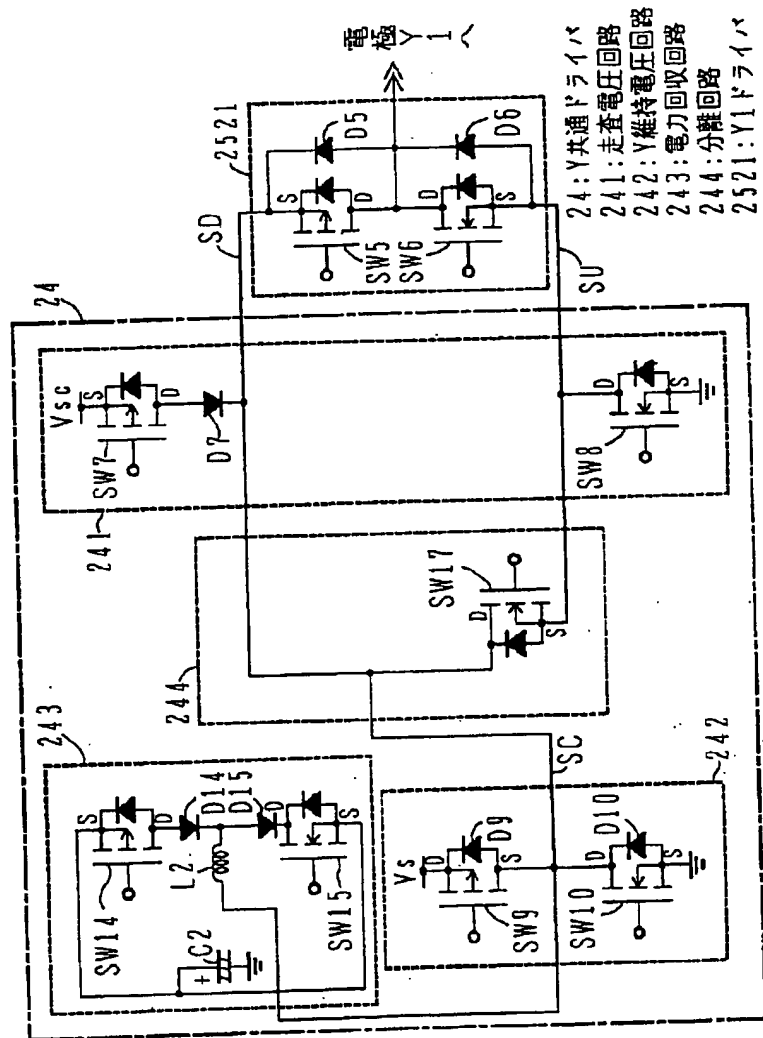 24
243
SW14
S
D
D14
D15
L2
C2
+
D
S
SW15
242
Vs
D
D9
S
SW9
SC
D
D10
S
SW10
244
D
SW17
S
241
Vsc
S
SW7
D
D7
D
SW8
S
SD
SU
2521
S
D5
SW5
D
D
D6
SW6
S
電極Y1へ
24:Y共通ドライバ
241:走査電圧回路
242:Y維持電圧回路
243:電力回収回路
244:分離回路
2521:Y1ドライバ